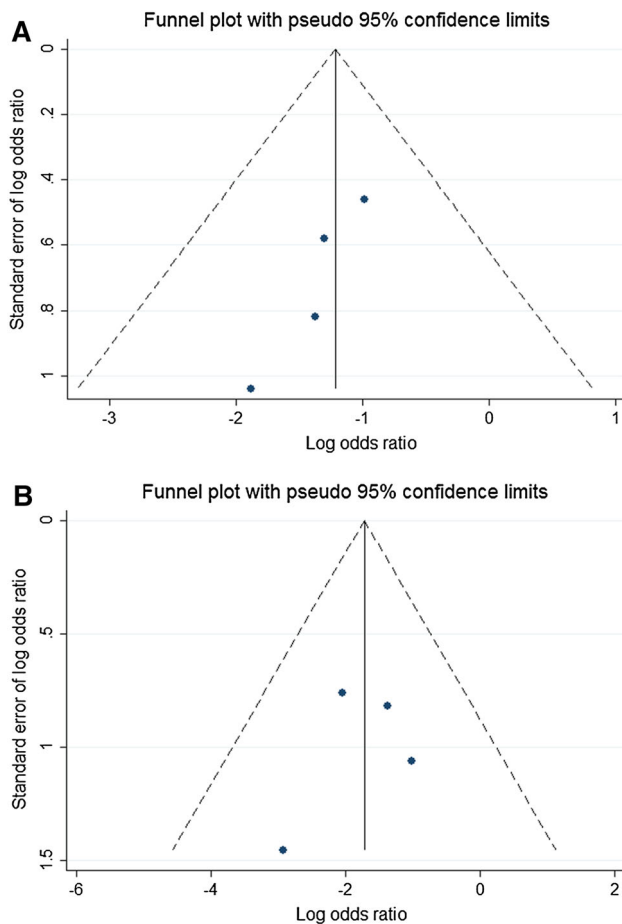 A
Funnel plot with pseudo 95% confidence limits
Standard error of log odds ratio
0
.2
.4
.6
.8
1
-3
-2
-1
0
1
Log odds ratio
B
Funnel plot with pseudo 95% confidence limits
Standard error of log odds ratio
0
.5
1
1.5
-6
-4
-2
0
2
Log odds ratio